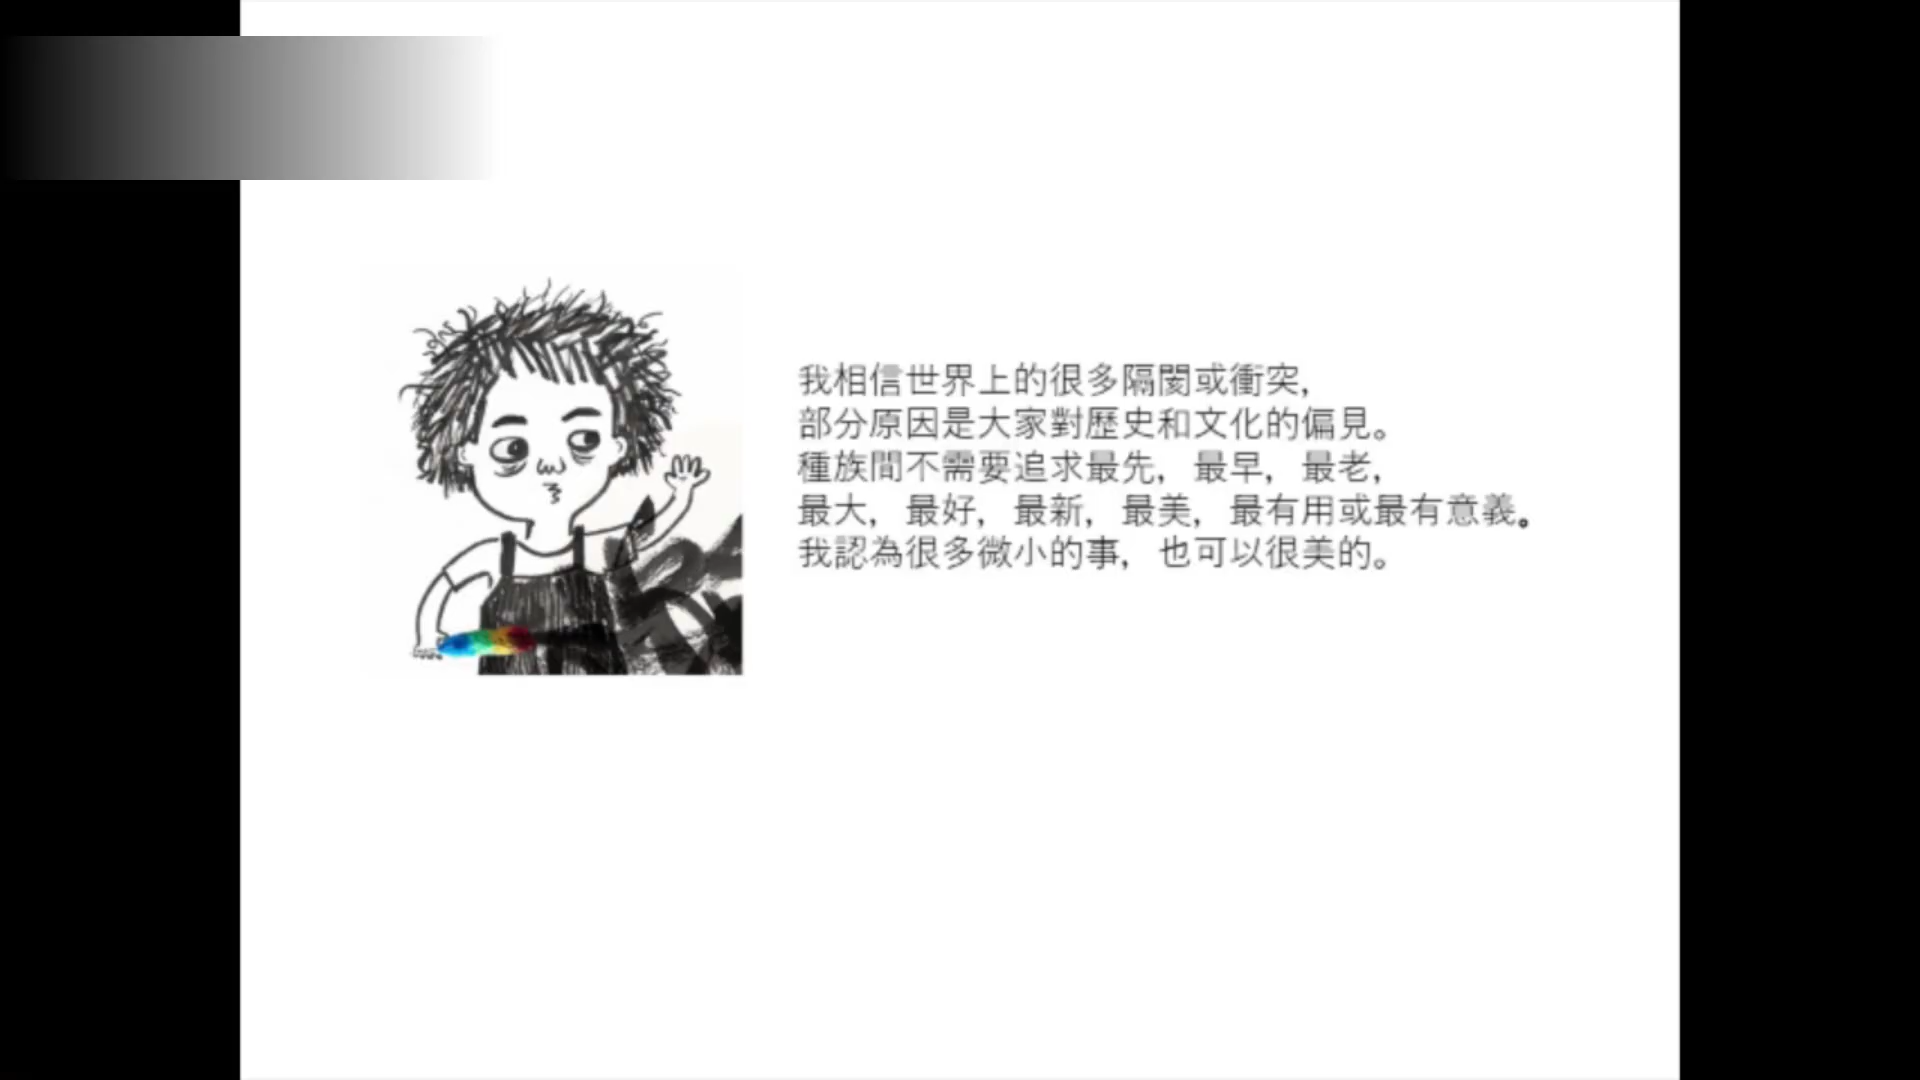 我相信世界上的很多隔閡或衝突,
部分原因是大家對歷史和文化的偏見。
種族間不需要追求最先, 最早, 最老,
最大, 最好, 最新, 最美, 最有用或最有意義。
我認為很多微小的事, 也可以很美的。